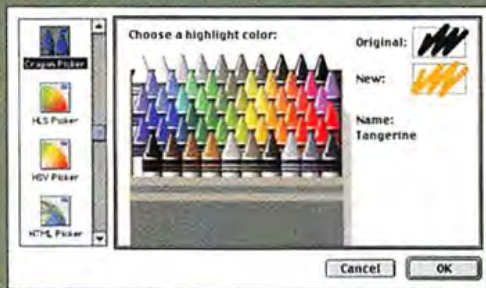 Crayon Picker
HLS Picker
HSV Picker
HTML Picker
Choose a highlight color:
Original:
New:
Name:
Tangerine
Cancel
OK